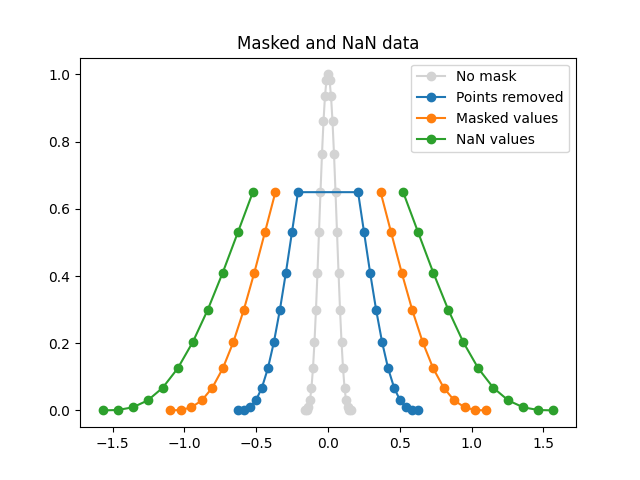 Masked and NaN data
No mask
Points removed
Masked values
NaN values
1.0
0.8
0.6
0.4
0.2
0.0
−1.5 −1.0 −0.5 0.0 0.5 1.0 1.5